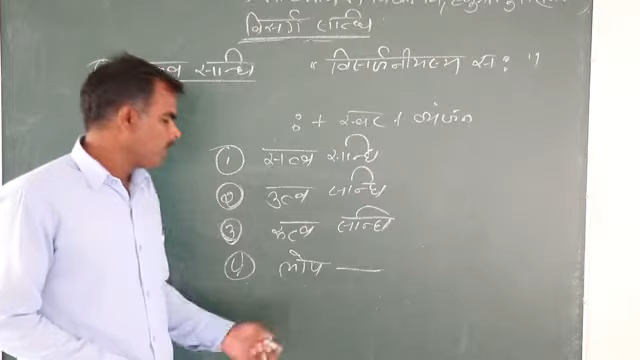 विसर्ग सन्धि
सन्धि " विसर्जनीयस्य सः "
: + स्वर / व्यंजन
① सत्व सन्धि
② उत्व सन्धि
③ रुत्व सन्धि
④ लोप —